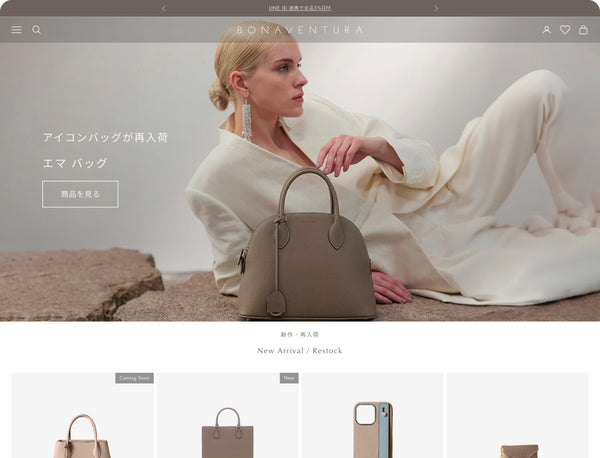 LINE ID 連携で全品5%OFF
BONAVENTURA
アイコンバッグが再入荷
エマ バッグ
商品を見る
新作・再入荷
New Arrival / Restock
Coming Soon
New